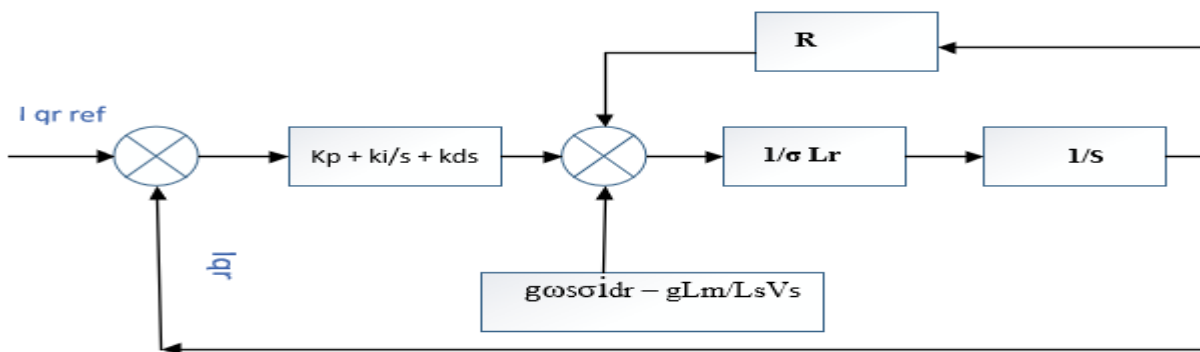 R
I qr ref
Kp + ki/s + kds
1/σ Lr
1/S
Iqr
gωsσidr – gLm/LsVs